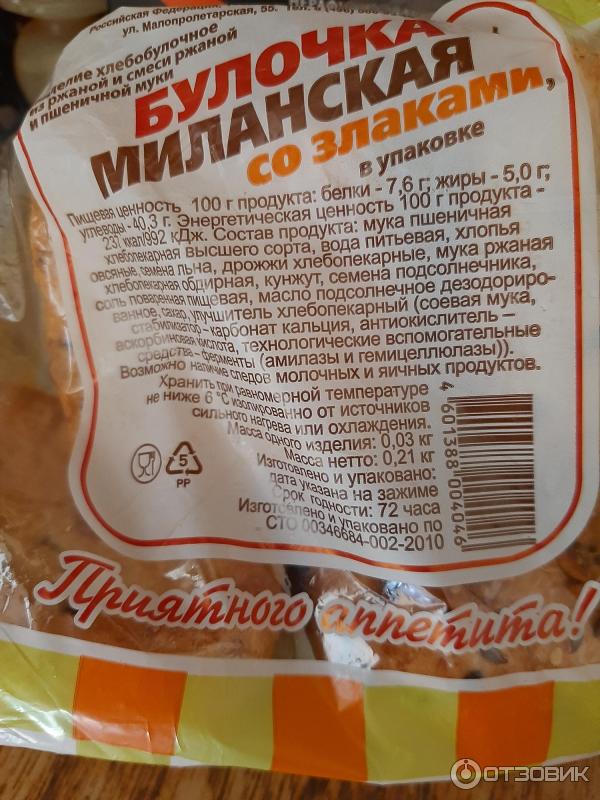 Российская Федерация,
ул. Малопролетарская, 55.
изделие хлебобулочное
из ржаной и смеси ржаной
и пшеничной муки
БУЛОЧКА
МИЛАНСКАЯ
со злаками,
в упаковке
Пищевая ценность 100 г продукта: белки - 7,6 г; жиры - 5,0 г;
углеводы - 40,3 г. Энергетическая ценность 100 г продукта -
237 ккал/992 кДж. Состав продукта: мука пшеничная
хлебопекарная высшего сорта, вода питьевая, хлопья
овсяные, семена льна, дрожжи хлебопекарные, мука ржаная
хлебопекарная обдирная, кунжут, семена подсолнечника,
соль поваренная пищевая, масло подсолнечное дезодориро-
ванное, сахар, улучшитель хлебопекарный (соевая мука,
стабилизатор – карбонат кальция, антиокислитель –
аскорбиновая кислота, технологические вспомогательные
средства – ферменты (амилазы и гемицеллюлазы)).
Возможно наличие следов молочных и яичных продуктов.
Хранить при равномерной температуре
не ниже 6 °С изолированно от источников
сильного нагрева или охлаждения.
Масса одного изделия: 0,03 кг
Масса нетто: 0,21 кг
Изготовлено и упаковано:
дата указана на зажиме
Срок годности: 72 часа
Изготовлено и упаковано по
СТО 00346684-002-2010
5
PP
4 601388 004046
Приятного аппетита!
ОТЗОВИК